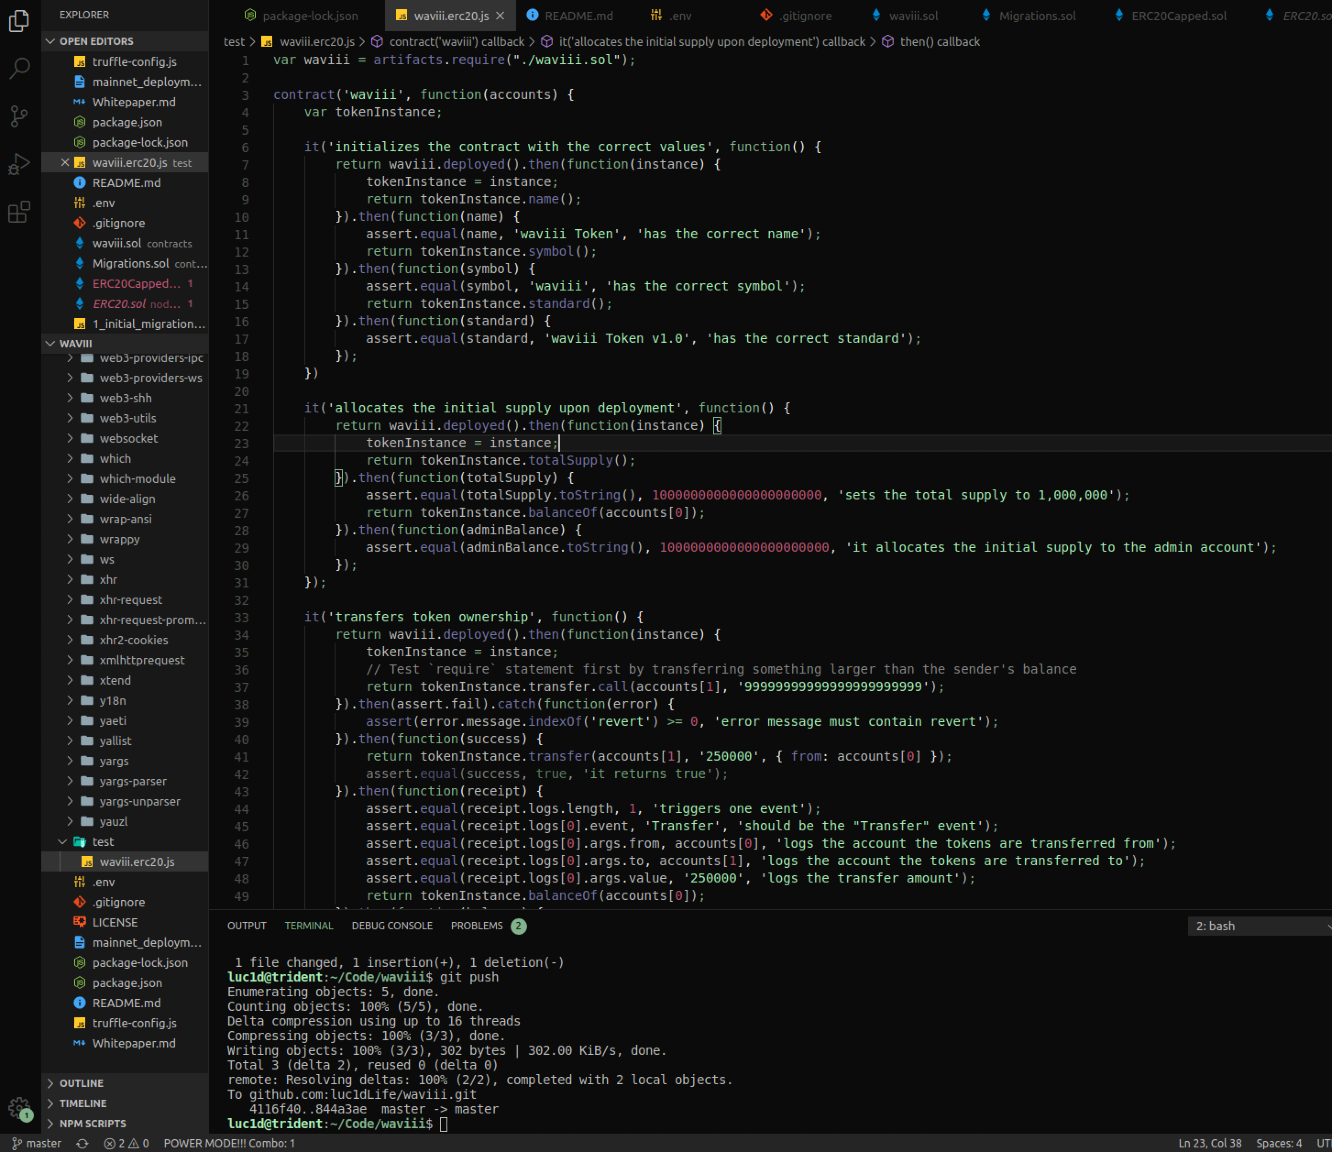 EXPLORER
OPEN EDITORS
truffle-config.js
mainnet_deploym...
Whitepaper.md
package.json
package-lock.json
waviii.erc20.js test
README.md
.env
.gitignore
waviii.sol contracts
Migrations.sol cont...
ERC20Capped... 1
ERC20.sol nod... 1
1_initial_migration...
WAVIII
web3-providers-ipc
web3-providers-ws
web3-shh
web3-utils
websocket
which
which-module
wide-align
wrap-ansi
wrappy
ws
xhr
xhr-request
xhr-request-prom...
xhr2-cookies
xmlhttprequest
xtend
y18n
yaeti
yallist
yargs
yargs-parser
yargs-unparser
yauzl
test
waviii.erc20.js
.env
.gitignore
LICENSE
mainnet_deploym...
package-lock.json
package.json
README.md
truffle-config.js
Whitepaper.md
OUTLINE
TIMELINE
NPM SCRIPTS
1
package-lock.json waviii.erc20.js README.md .env .gitignore waviii.sol Migrations.sol ERC20Capped.sol ERC20.so
test > waviii.erc20.js > contract('waviii') callback > it('allocates the initial supply upon deployment') callback > then() callback
1 var waviii = artifacts.require("./waviii.sol");
2
3 contract('waviii', function(accounts) {
4 var tokenInstance;
5
6 it('initializes the contract with the correct values', function() {
7 return waviii.deployed().then(function(instance) {
8 tokenInstance = instance;
9 return tokenInstance.name();
10 }).then(function(name) {
11 assert.equal(name, 'waviii Token', 'has the correct name');
12 return tokenInstance.symbol();
13 }).then(function(symbol) {
14 assert.equal(symbol, 'waviii', 'has the correct symbol');
15 return tokenInstance.standard();
16 }).then(function(standard) {
17 assert.equal(standard, 'waviii Token v1.0', 'has the correct standard');
18 });
19 })
20
21 it('allocates the initial supply upon deployment', function() {
22 return waviii.deployed().then(function(instance) {
23 tokenInstance = instance;
24 return tokenInstance.totalSupply();
25 }).then(function(totalSupply) {
26 assert.equal(totalSupply.toString(), 1000000000000000000000, 'sets the total supply to 1,000,000');
27 return tokenInstance.balanceOf(accounts[0]);
28 }).then(function(adminBalance) {
29 assert.equal(adminBalance.toString(), 1000000000000000000000, 'it allocates the initial supply to the admin account');
30 });
31 });
32
33 it('transfers token ownership', function() {
34 return waviii.deployed().then(function(instance) {
35 tokenInstance = instance;
36 // Test `require` statement first by transferring something larger than the sender's balance
37 return tokenInstance.transfer.call(accounts[1], '99999999999999999999999');
38 }).then(assert.fail).catch(function(error) {
39 assert(error.message.indexOf('revert') >= 0, 'error message must contain revert');
40 }).then(function(success) {
41 return tokenInstance.transfer(accounts[1], '250000', { from: accounts[0] });
42 assert.equal(success, true, 'it returns true');
43 }).then(function(receipt) {
44 assert.equal(receipt.logs.length, 1, 'triggers one event');
45 assert.equal(receipt.logs[0].event, 'Transfer', 'should be the "Transfer" event');
46 assert.equal(receipt.logs[0].args.from, accounts[0], 'logs the account the tokens are transferred from');
47 assert.equal(receipt.logs[0].args.to, accounts[1], 'logs the account the tokens are transferred to');
48 assert.equal(receipt.logs[0].args.value, '250000', 'logs the transfer amount');
49 return tokenInstance.balanceOf(accounts[0]);
OUTPUT TERMINAL DEBUG CONSOLE PROBLEMS 2 2: bash
1 file changed, 1 insertion(+), 1 deletion(-)
luc1d@trident:~/Code/waviii$ git push
Enumerating objects: 5, done.
Counting objects: 100% (5/5), done.
Delta compression using up to 16 threads
Compressing objects: 100% (3/3), done.
Writing objects: 100% (3/3), 302 bytes | 302.00 KiB/s, done.
Total 3 (delta 2), reused 0 (delta 0)
remote: Resolving deltas: 100% (2/2), completed with 2 local objects.
To github.com:luc1dLife/waviii.git
4116f40..844a3ae master -> master
luc1d@trident:~/Code/waviii$
master 2 0 POWER MODE!!! Combo: 1 Ln 23, Col 38 Spaces: 4 UT